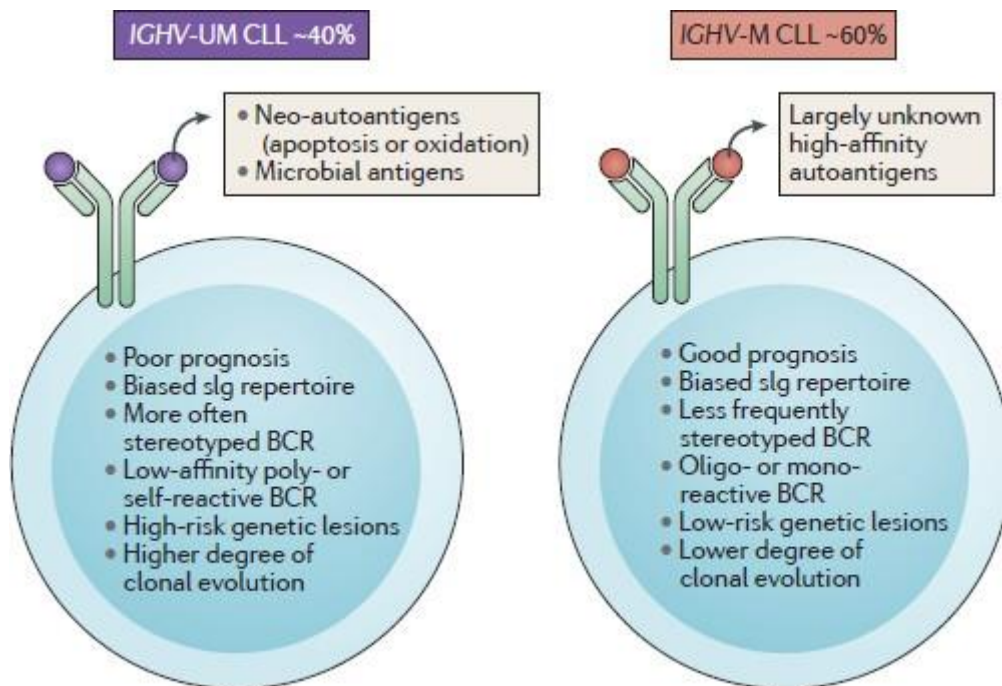 IGHV-UM CLL ~40%
• Neo-autoantigens
(apoptosis or oxidation)
• Microbial antigens
• Poor prognosis
• Biased sIg repertoire
• More often
stereotyped BCR
• Low-affinity poly- or
self-reactive BCR
• High-risk genetic lesions
• Higher degree of
clonal evolution
IGHV-M CLL ~60%
Largely unknown
high-affinity
autoantigens
• Good prognosis
• Biased sIg repertoire
• Less frequently
stereotyped BCR
• Oligo- or mono-
reactive BCR
• Low-risk genetic lesions
• Lower degree of
clonal evolution